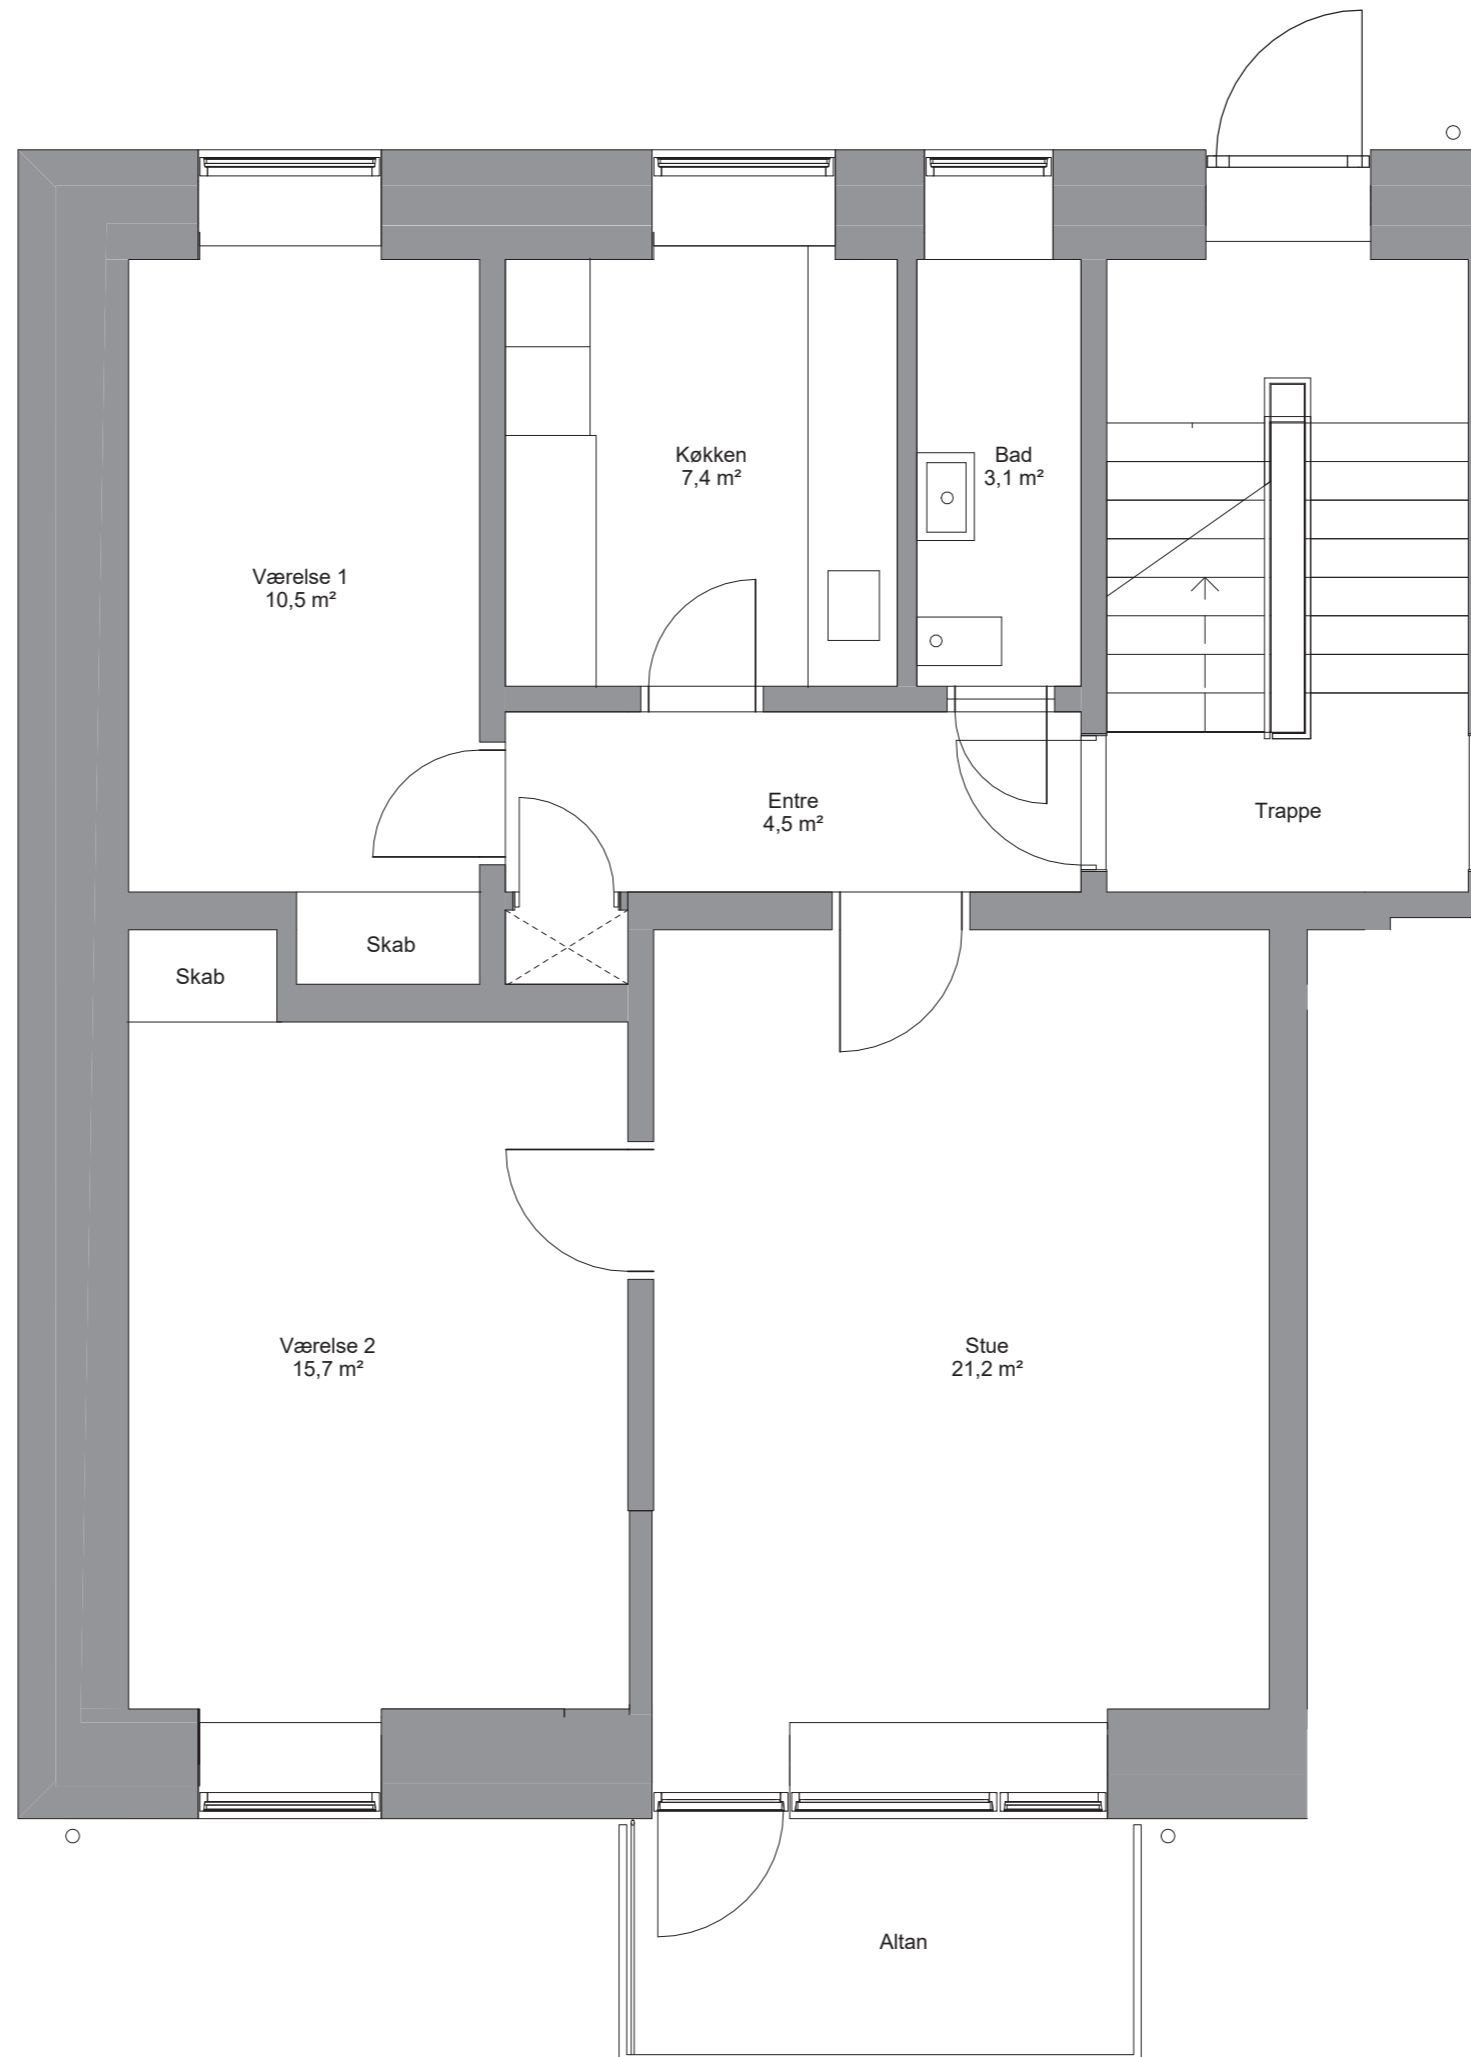 Køkken
7,4 m²
Bad
3,1 m²
Værelse 1
10,5 m²
Entre
4,5 m²
Trappe
Skab
Skab
Værelse 2
15,7 m²
Stue
21,2 m²
Altan